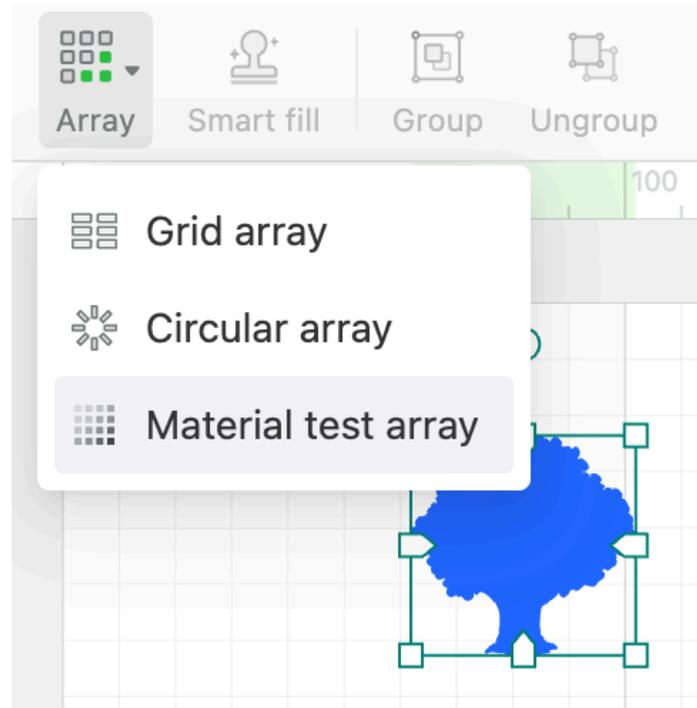 Array
Smart fill
Group
Ungroup
100
Grid array
Circular array
Material test array